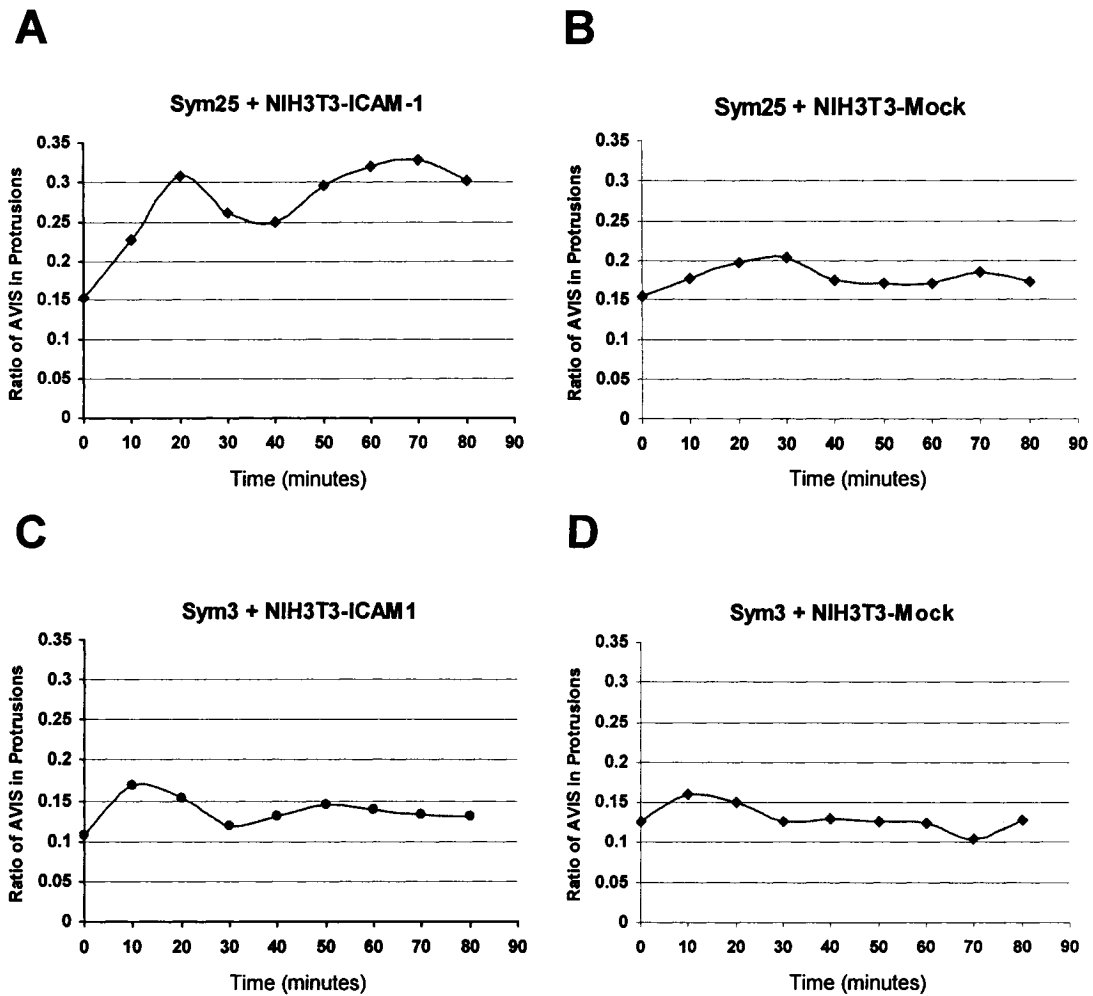 A
Sym25 + NIH3T3-ICAM-1
Ratio of AVIS in Protrusions
0.35
0.3
0.25
0.2
0.15
0.1
0.05
0
0 10 20 30 40 50 60 70 80 90
Time (minutes)
B
Sym25 + NIH3T3-Mock
Ratio of AVIS in Protrusions
0.35
0.3
0.25
0.2
0.15
0.1
0.05
0
0 10 20 30 40 50 60 70 80 90
Time (minutes)
C
Sym3 + NIH3T3-ICAM1
Ratio of AVIS in Protrusions
0.35
0.3
0.25
0.2
0.15
0.1
0.05
0
0 10 20 30 40 50 60 70 80 90
Time (minutes)
D
Sym3 + NIH3T3-Mock
Ratio of AVIS in Protrusions
0.35
0.3
0.25
0.2
0.15
0.1
0.05
0
0 10 20 30 40 50 60 70 80 90
Time (minutes)